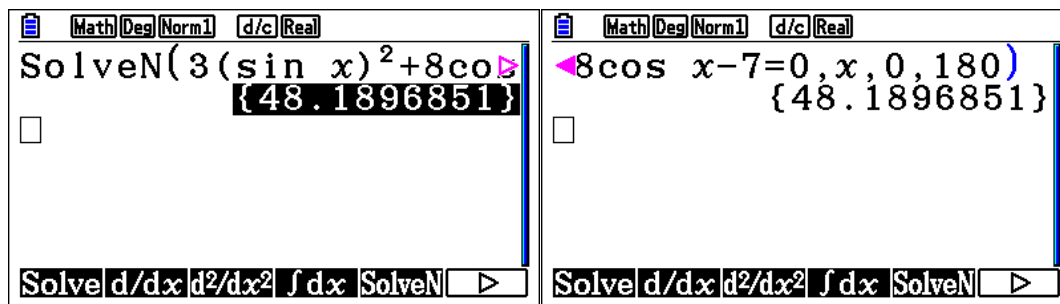 Math Deg Norm1 d/c Real
SolveN(3(sin x)²+8cos
{48.1896851}
Solve d/dx d²/dx² ∫dx SolveN ▷
Math Deg Norm1 d/c Real
8cos x-7=0,x,0,180)
{48.1896851}
Solve d/dx d²/dx² ∫dx SolveN ▷